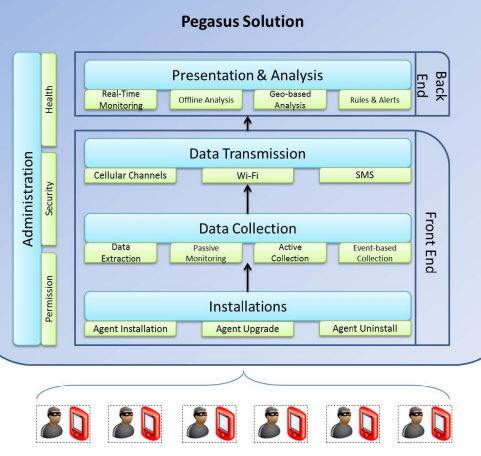 Pegasus Solution
Administration
Health
Security
Permission
Presentation & Analysis
Real-Time
Monitoring
Offline Analysis
Geo-based
Analysis
Rules & Alerts
Back
End
Data Transmission
Cellular Channels
Wi-Fi
SMS
Data Collection
Data
Extraction
Passive
Monitoring
Active
Collection
Event-based
Collection
Installations
Agent Installation
Agent Upgrade
Agent Uninstall
Front End